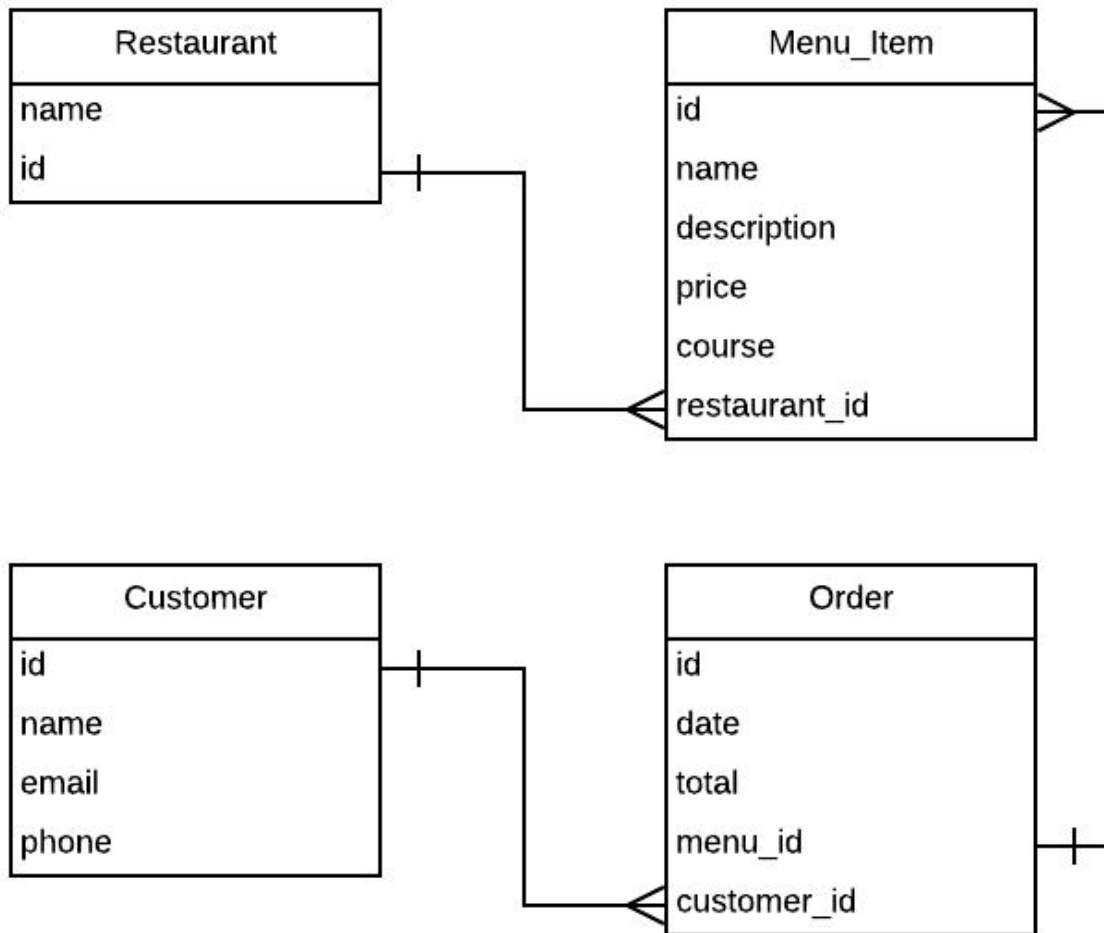 Restaurant
name
id
Menu_Item
id
name
description
price
course
restaurant_id
Customer
id
name
email
phone
Order
id
date
total
menu_id
customer_id